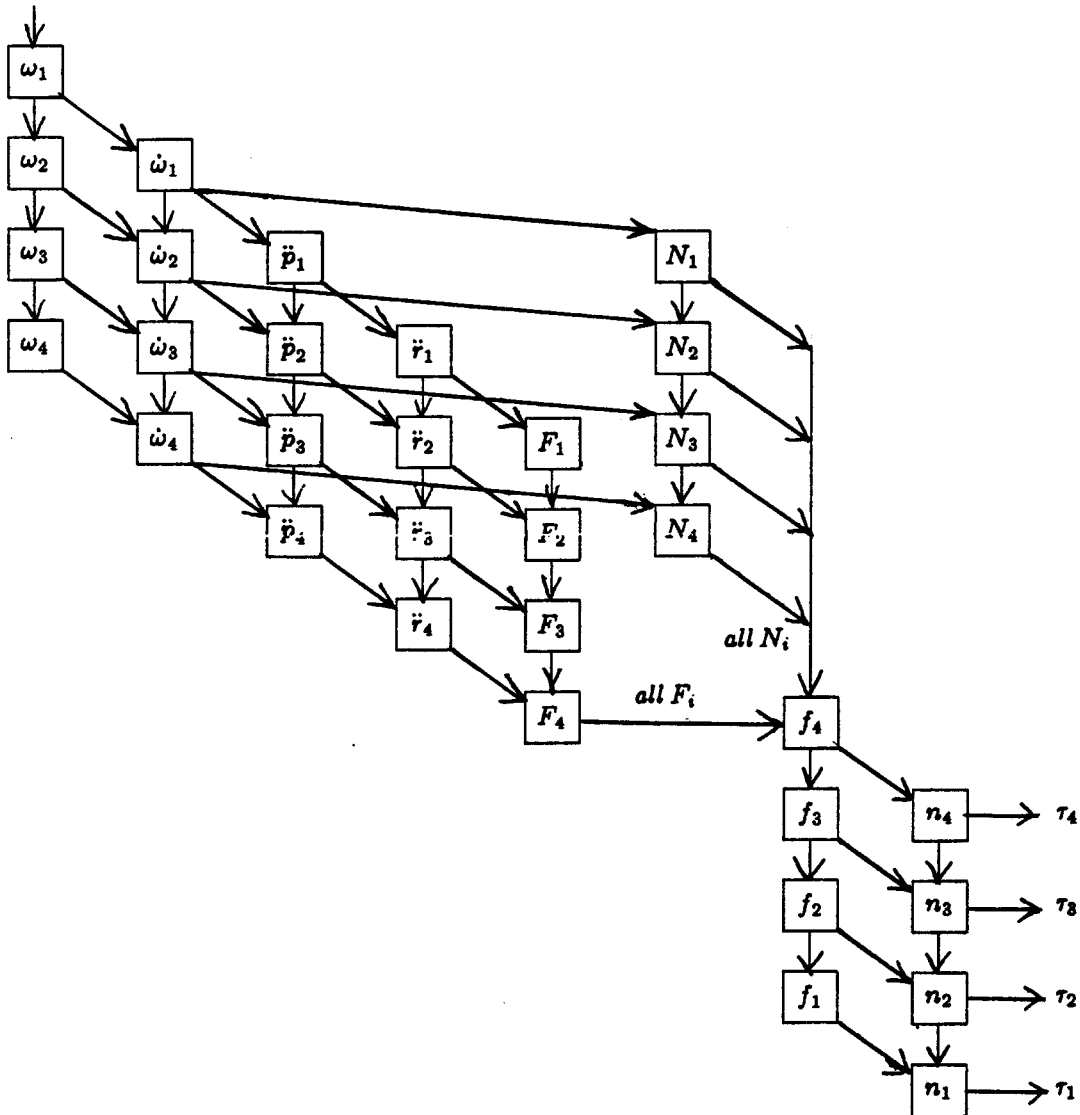 ω₁
ω₂ ω̇₁
ω₃ ω̇₂ p̈₁ N₁
ω₄ ω̇₃ p̈₂ r̈₁ N₂
ω̇₄ p̈₃ r̈₂ F₁ N₃
p̈₄ r̈₃ F₂ N₄
r̈₄ F₃ all Nᵢ
F₄ all Fᵢ f₄
f₃ n₄ τ₄
f₂ n₃ τ₃
f₁ n₂ τ₂
n₁ τ₁